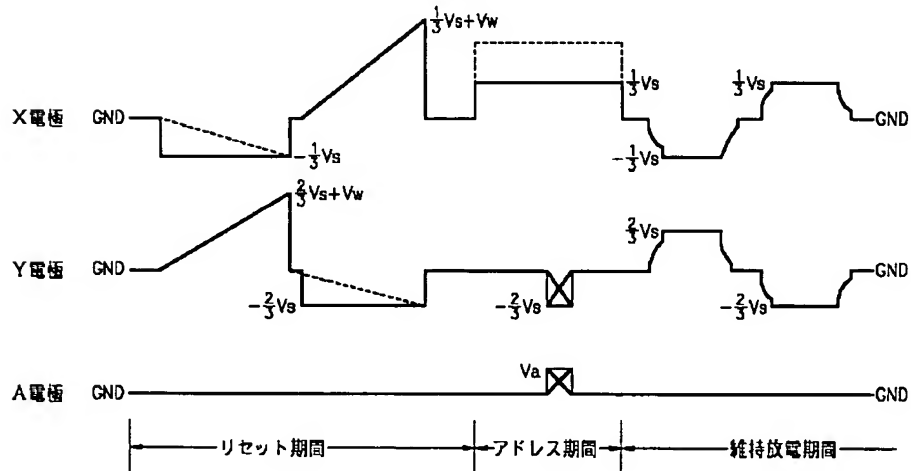 1/3Vs+Vw
1/3Vs
1/3Vs
X電極 GND
GND
-1/3Vs
-1/3Vs
2/3Vs+Vw
2/3Vs
Y電極 GND
GND
-2/3Vs
-2/3Vs
-2/3Vs
Va
A電極 GND
GND
リセット期間
アドレス期間
維持放電期間